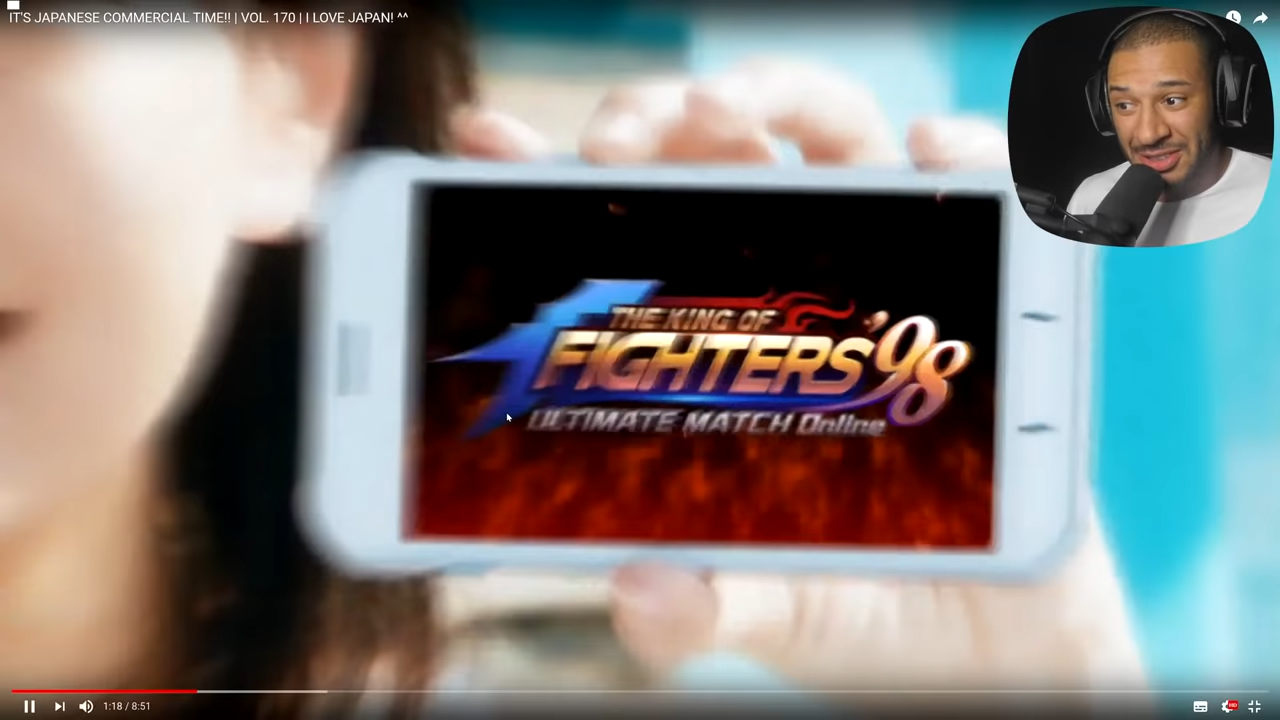 IT'S JAPANESE COMMERCIAL TIME!! | VOL. 170 | I LOVE JAPAN! ^^
THE KING OF
FIGHTERS '98
ULTIMATE MATCH Online
1:18 / 8:51
HD